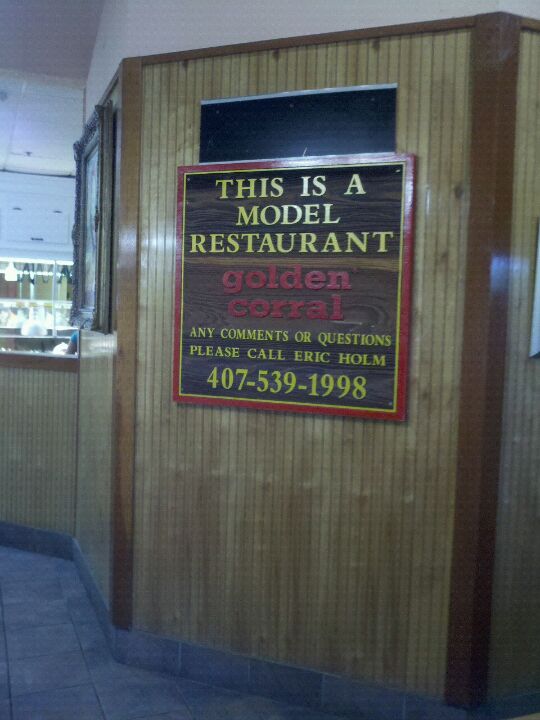 THIS IS A
MODEL
RESTAURANT
golden
corral
ANY COMMENTS OR QUESTIONS
PLEASE CALL ERIC HOLM
407-539-1998